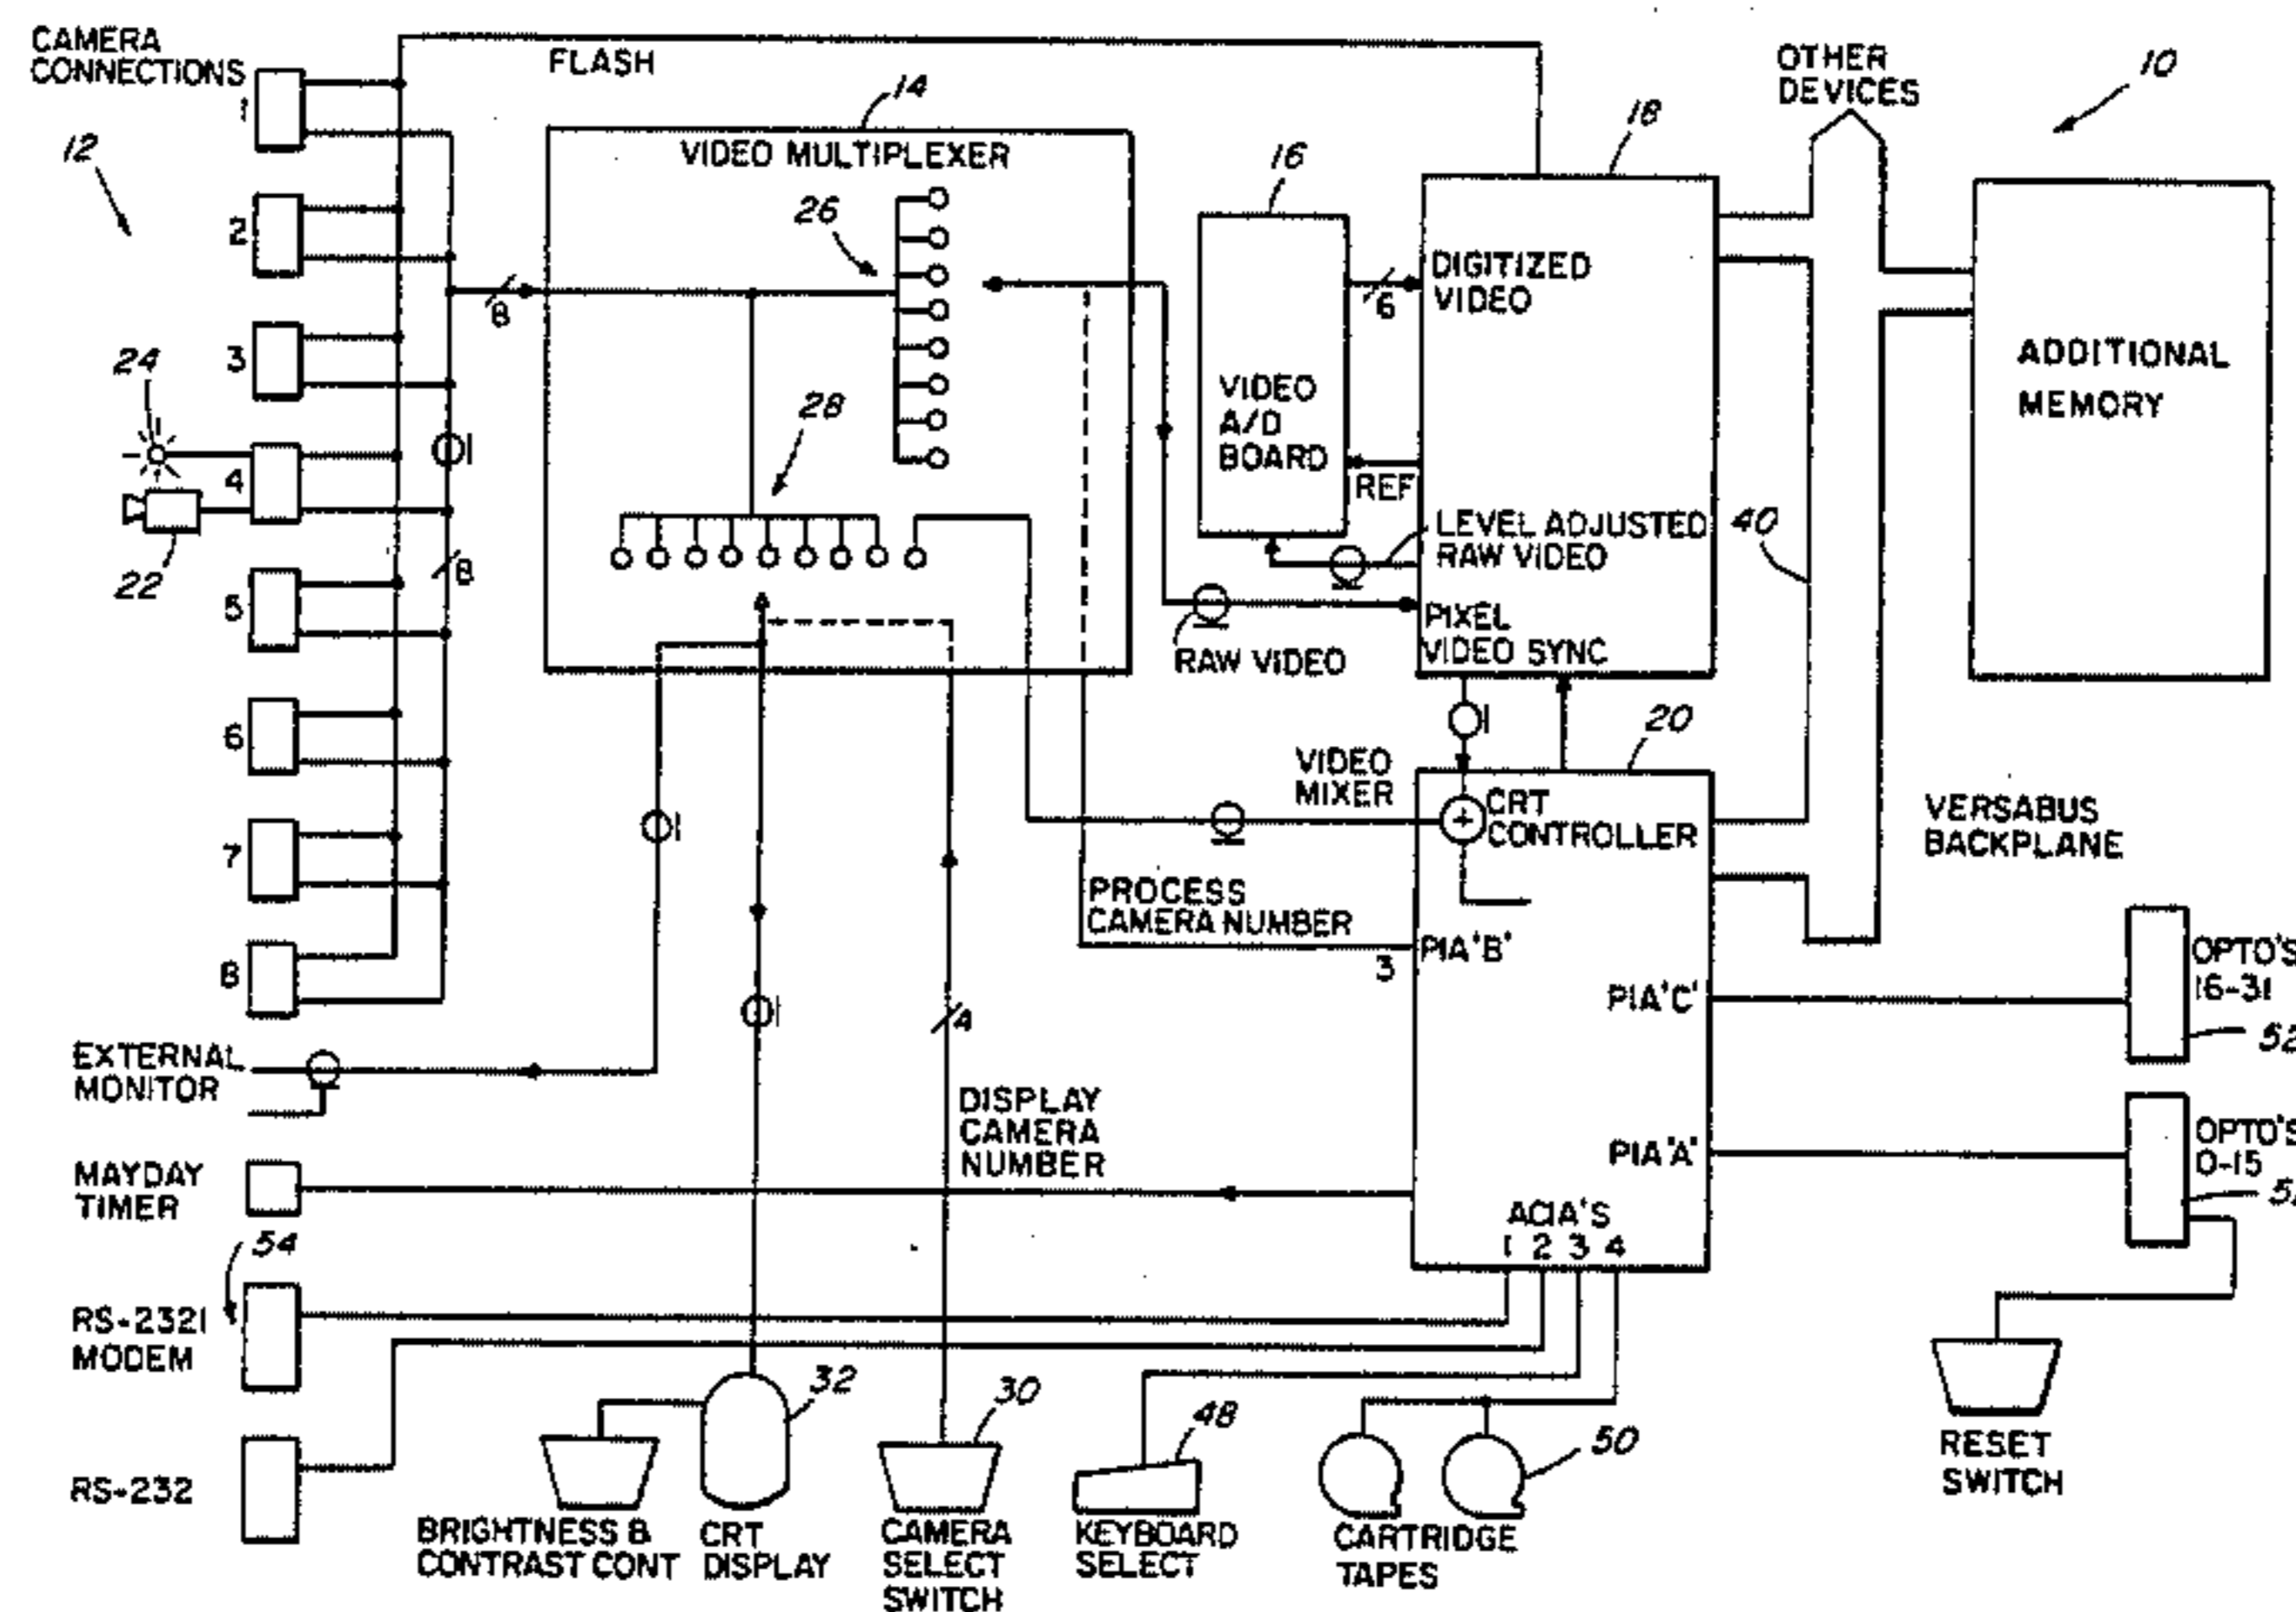 CAMERA
CONNECTIONS
FLASH
OTHER
DEVICES
10
14
18
16
12
1
VIDEO MULTIPLEXER
26
2
DIGITIZED
VIDEO
8
6
3
24
28
VIDEO
A/D
BOARD
ADDITIONAL
MEMORY
4
REF
LEVEL ADJUSTED
RAW VIDEO
40
22
8
5
PIXEL
VIDEO SYNC
RAW VIDEO
6
20
VIDEO
MIXER
+
CRT
CONTROLLER
VERSABUS
BACKPLANE
7
PROCESS
CAMERA NUMBER
3
PIA'B'
8
PIA'C'
OPTO'S
16-31
52
4
EXTERNAL
MONITOR
DISPLAY
CAMERA
NUMBER
PIA'A'
OPTO'S
0-15
MAYDAY
TIMER
ACIA'S
1 2 3 4
54
RS-2321
MODEM
32
30
48
50
RS-232
BRIGHTNESS &
CONTRAST CONT
CRT
DISPLAY
CAMERA
SELECT
SWITCH
KEYBOARD
SELECT
CARTRIDGE
TAPES
RESET
SWITCH